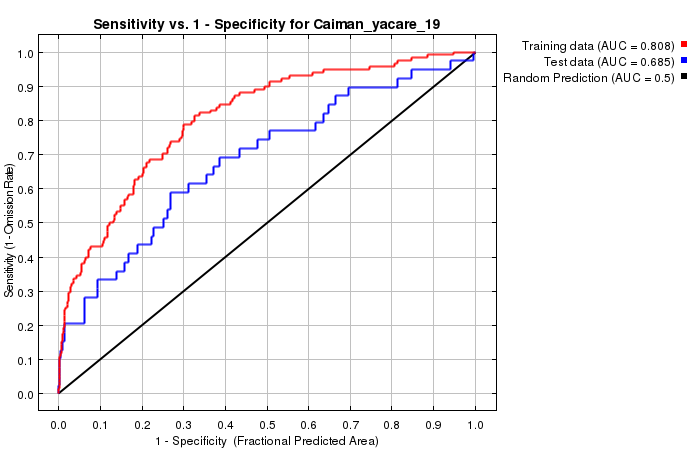 Sensitivity vs. 1 - Specificity for Caiman_yacare_19
Training data (AUC = 0.808)
Test data (AUC = 0.685)
Random Prediction (AUC = 0.5)
Sensitivity (1 - Omission Rate)
1.0
0.9
0.8
0.7
0.6
0.5
0.4
0.3
0.2
0.1
0.0
0.0 0.1 0.2 0.3 0.4 0.5 0.6 0.7 0.8 0.9 1.0
1 - Specificity (Fractional Predicted Area)